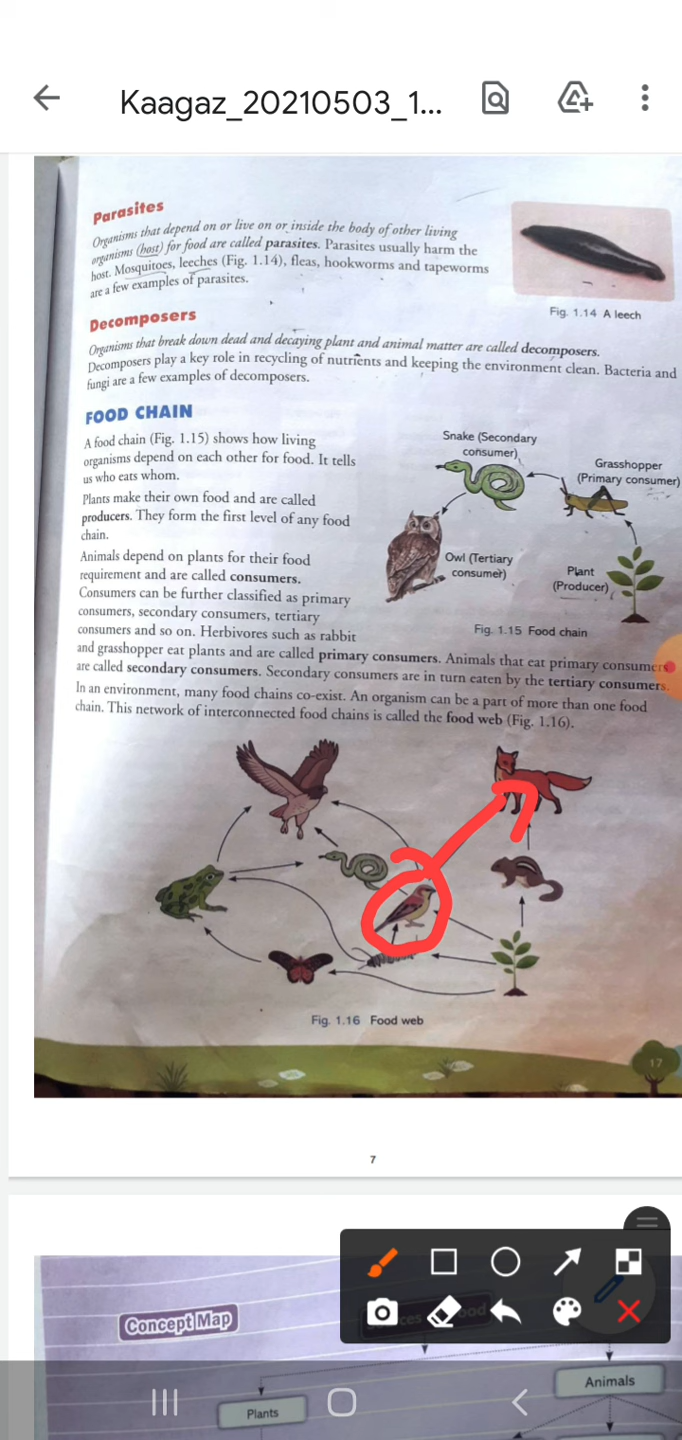 Kaagaz_20210503_1...
Parasites
Organisms that depend on or live on or inside the body of other living
organisms (host) for food are called parasites. Parasites usually harm the
host. Mosquitoes, leeches (Fig. 1.14), fleas, hookworms and tapeworms
are a few examples of parasites.
Fig. 1.14 A leech
Decomposers
Organisms that break down dead and decaying plant and animal matter are called decomposers.
Decomposers play a key role in recycling of nutrients and keeping the environment clean. Bacteria and
fungi are a few examples of decomposers.
FOOD CHAIN
A food chain (Fig. 1.15) shows how living
organisms depend on each other for food. It tells
us who eats whom.
Plants make their own food and are called
producers. They form the first level of any food
chain.
Animals depend on plants for their food
requirement and are called consumers.
Consumers can be further classified as primary
consumers, secondary consumers, tertiary
consumers and so on. Herbivores such as rabbit
and grasshopper eat plants and are called primary consumers. Animals that eat primary consumers
are called secondary consumers. Secondary consumers are in turn eaten by the tertiary consumers.
In an environment, many food chains co-exist. An organism can be a part of more than one food
chain. This network of interconnected food chains is called the food web (Fig. 1.16).
Snake (Secondary
consumer)
Grasshopper
(Primary consumer)
Owl (Tertiary
consumer)
Plant
(Producer)
Fig. 1.15 Food chain
Fig. 1.16 Food web
17
7
Concept Map
Plants
Animals